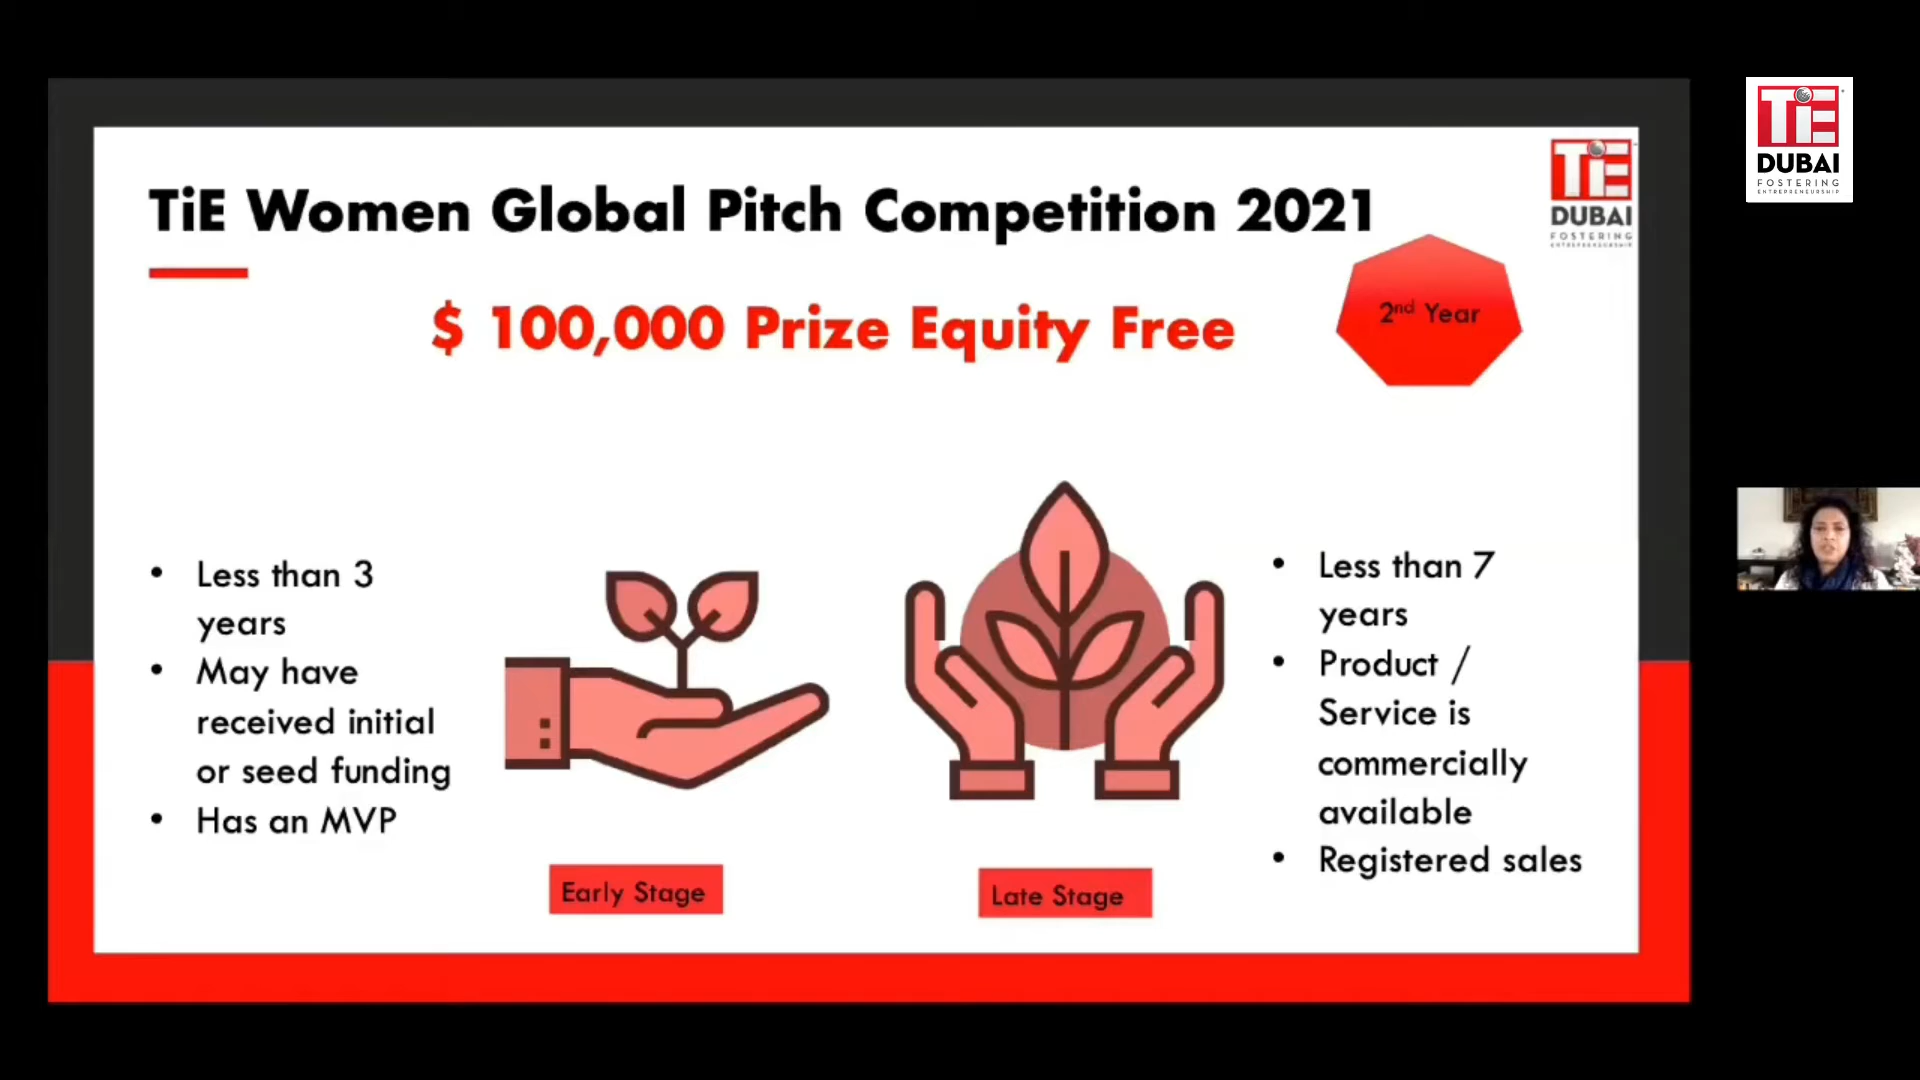 TiE Women Global Pitch Competition 2021
$ 100,000 Prize Equity Free
2nd Year
TiE
DUBAI
FOSTERING
ENTREPRENEURSHIP
• Less than 3
years
• May have
received initial
or seed funding
• Has an MVP
Early Stage
Late Stage
• Less than 7
years
• Product /
Service is
commercially
available
• Registered sales
TiE
DUBAI
FOSTERING
ENTREPRENEURSHIP